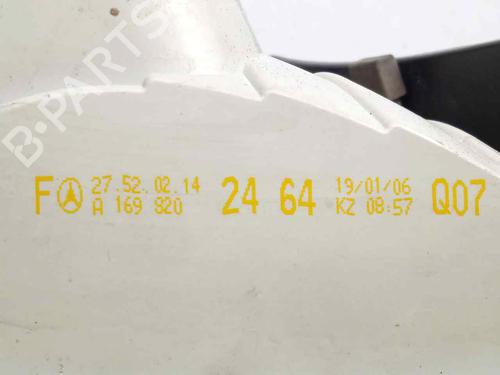 B-PARTS
F 27.52.02.14 24 64 19/01/06 Q07
A 169 820 KZ 08:57